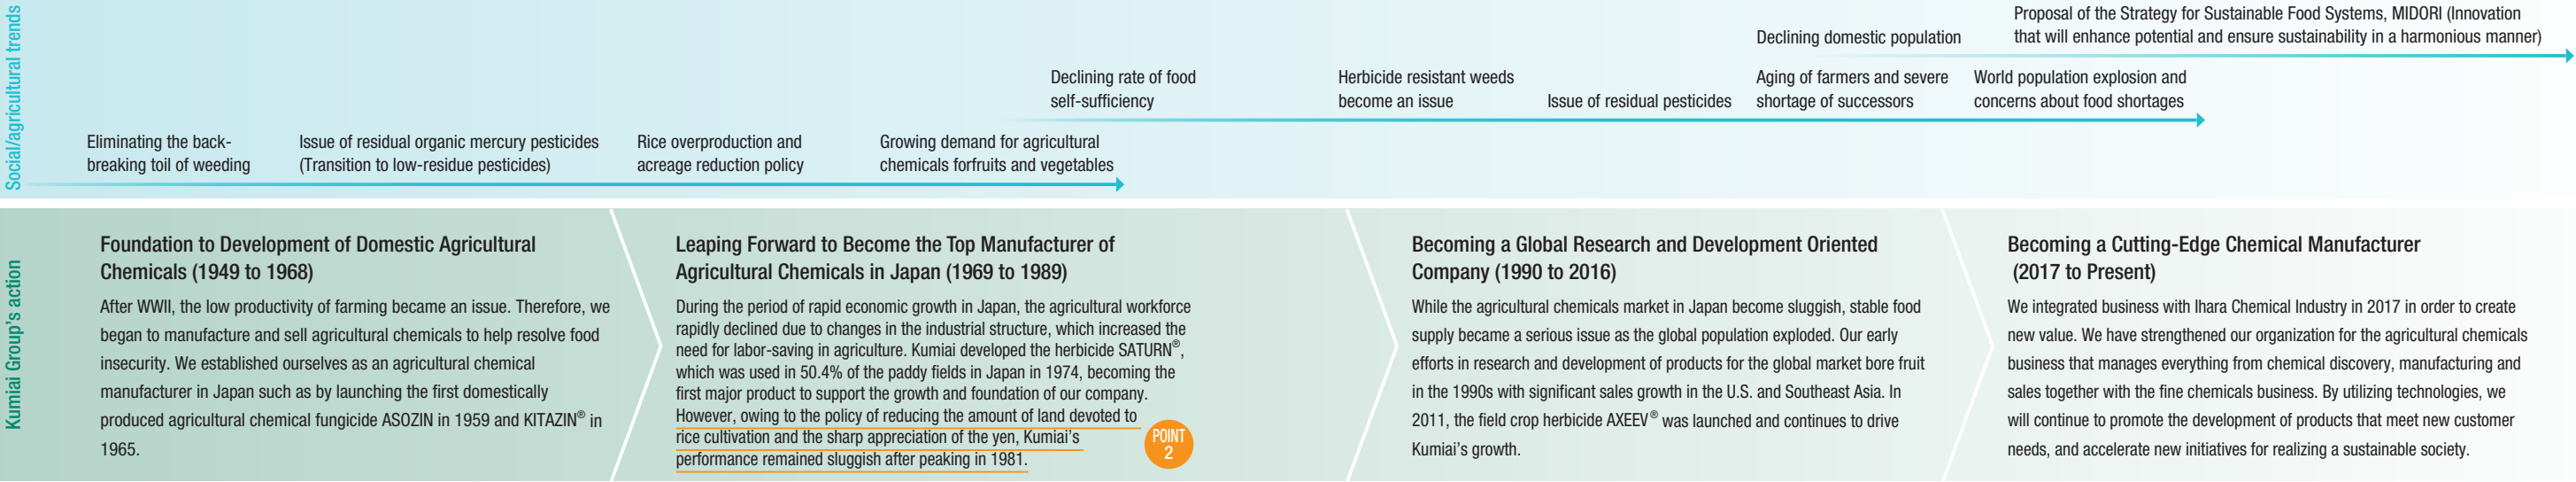 Social/agricultural trends
Proposal of the Strategy for Sustainable Food Systems, MIDORI (Innovation
that will enhance potential and ensure sustainability in a harmonious manner)
Declining domestic population
Declining rate of food
self-sufficiency
Herbicide resistant weeds
become an issue
Issue of residual pesticides
Aging of farmers and severe
shortage of successors
World population explosion and
concerns about food shortages
Eliminating the back-
breaking toil of weeding
Issue of residual organic mercury pesticides
(Transition to low-residue pesticides)
Rice overproduction and
acreage reduction policy
Growing demand for agricultural
chemicals forfruits and vegetables
Kumiai Group's action
Foundation to Development of Domestic Agricultural
Chemicals (1949 to 1968)
After WWII, the low productivity of farming became an issue. Therefore, we
began to manufacture and sell agricultural chemicals to help resolve food
insecurity. We established ourselves as an agricultural chemical
manufacturer in Japan such as by launching the first domestically
produced agricultural chemical fungicide ASOZIN in 1959 and KITAZIN® in
1965.
Leaping Forward to Become the Top Manufacturer of
Agricultural Chemicals in Japan (1969 to 1989)
During the period of rapid economic growth in Japan, the agricultural workforce
rapidly declined due to changes in the industrial structure, which increased the
need for labor-saving in agriculture. Kumiai developed the herbicide SATURN®,
which was used in 50.4% of the paddy fields in Japan in 1974, becoming the
first major product to support the growth and foundation of our company.
However, owing to the policy of reducing the amount of land devoted to
rice cultivation and the sharp appreciation of the yen, Kumiai's
performance remained sluggish after peaking in 1981.
POINT
2
Becoming a Global Research and Development Oriented
Company (1990 to 2016)
While the agricultural chemicals market in Japan become sluggish, stable food
supply became a serious issue as the global population exploded. Our early
efforts in research and development of products for the global market bore fruit
in the 1990s with significant sales growth in the U.S. and Southeast Asia. In
2011, the field crop herbicide AXEEV® was launched and continues to drive
Kumiai's growth.
Becoming a Cutting-Edge Chemical Manufacturer
(2017 to Present)
We integrated business with Ihara Chemical Industry in 2017 in order to create
new value. We have strengthened our organization for the agricultural chemicals
business that manages everything from chemical discovery, manufacturing and
sales together with the fine chemicals business. By utilizing technologies, we
will continue to promote the development of products that meet new customer
needs, and accelerate new initiatives for realizing a sustainable society.